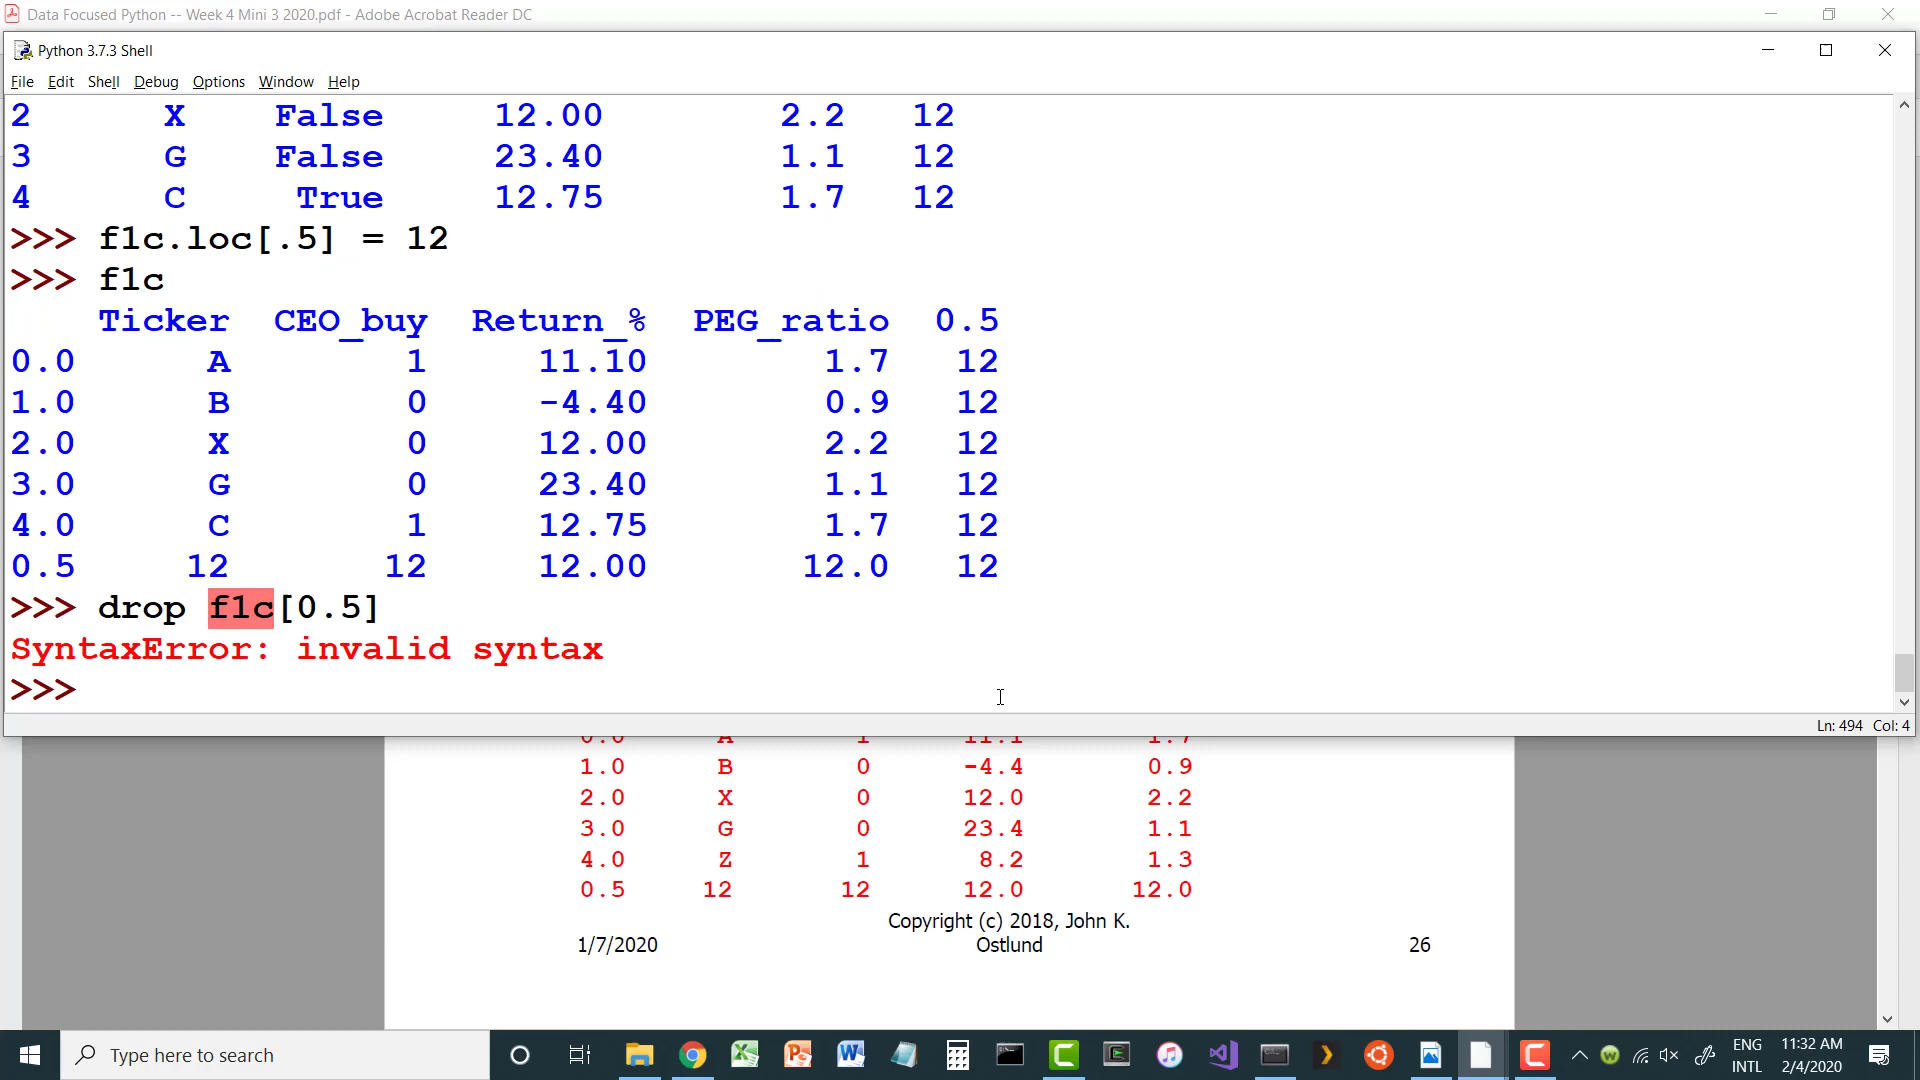 Data Focused Python -- Week 4 Mini 3 2020.pdf - Adobe Acrobat Reader DC
Python 3.7.3 Shell
File Edit Shell Debug Options Window Help
2 X False 12.00 2.2 12
3 G False 23.40 1.1 12
4 C True 12.75 1.7 12
>>> f1c.loc[.5] = 12
>>> f1c
Ticker CEO_buy Return_% PEG_ratio 0.5
0.0 A 1 11.10 1.7 12
1.0 B 0 -4.40 0.9 12
2.0 X 0 12.00 2.2 12
3.0 G 0 23.40 1.1 12
4.0 C 1 12.75 1.7 12
0.5 12 12 12.00 12.0 12
>>> drop f1c[0.5]
SyntaxError: invalid syntax
>>>
Ln: 494 Col: 4
0.0 A 1 11.1 1.7
1.0 B 0 -4.4 0.9
2.0 X 0 12.0 2.2
3.0 G 0 23.4 1.1
4.0 Z 1 8.2 1.3
0.5 12 12 12.0 12.0
Copyright (c) 2018, John K.
1/7/2020 Ostlund 26
Type here to search
ENG 11:32 AM
INTL 2/4/2020